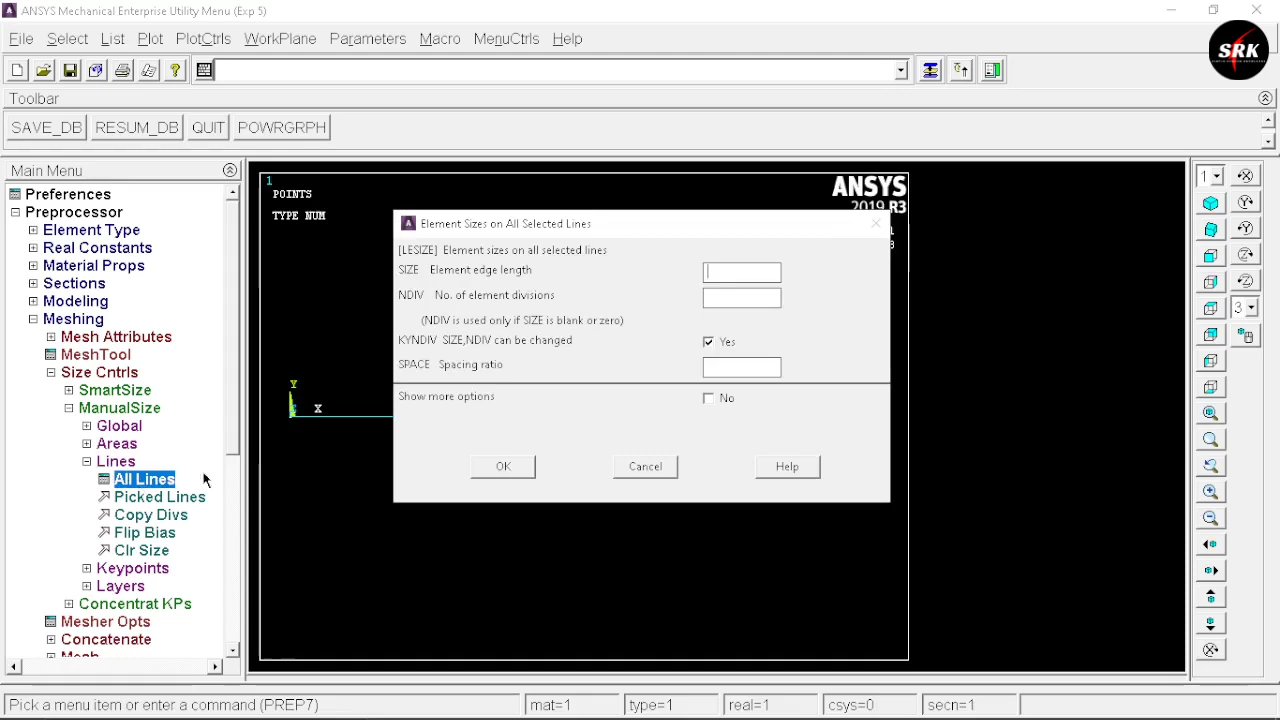 ANSYS Mechanical Enterprise Utility Menu (Exp 5)
File Select List Plot PlotCtrls WorkPlane Parameters Macro MenuCtrls Help
SRK
Toolbar
SAVE_DB RESUM_DB QUIT POWRGRPH
Main Menu
Preferences
Preprocessor
Element Type
Real Constants
Material Props
Sections
Modeling
Meshing
Mesh Attributes
MeshTool
Size Cntrls
SmartSize
ManualSize
Global
Areas
Lines
All Lines
Picked Lines
Copy Divs
Flip Bias
Clr Size
Keypoints
Layers
Concentrat KPs
Mesher Opts
Concatenate
Mesh
1
POINTS
TYPE NUM
ANSYS
2019 R3
Y
X
Element Sizes on All Selected Lines
[LESIZE] Element sizes on all selected lines
SIZE Element edge length
NDIV No. of element divisions
(NDIV is used only if SIZE is blank or zero)
KYNDIV SIZE,NDIV can be changed
Yes
SPACE Spacing ratio
Show more options
No
OK Cancel Help
1
3
Pick a menu item or enter a command (PREP7) mat=1 type=1 real=1 csys=0 secn=1